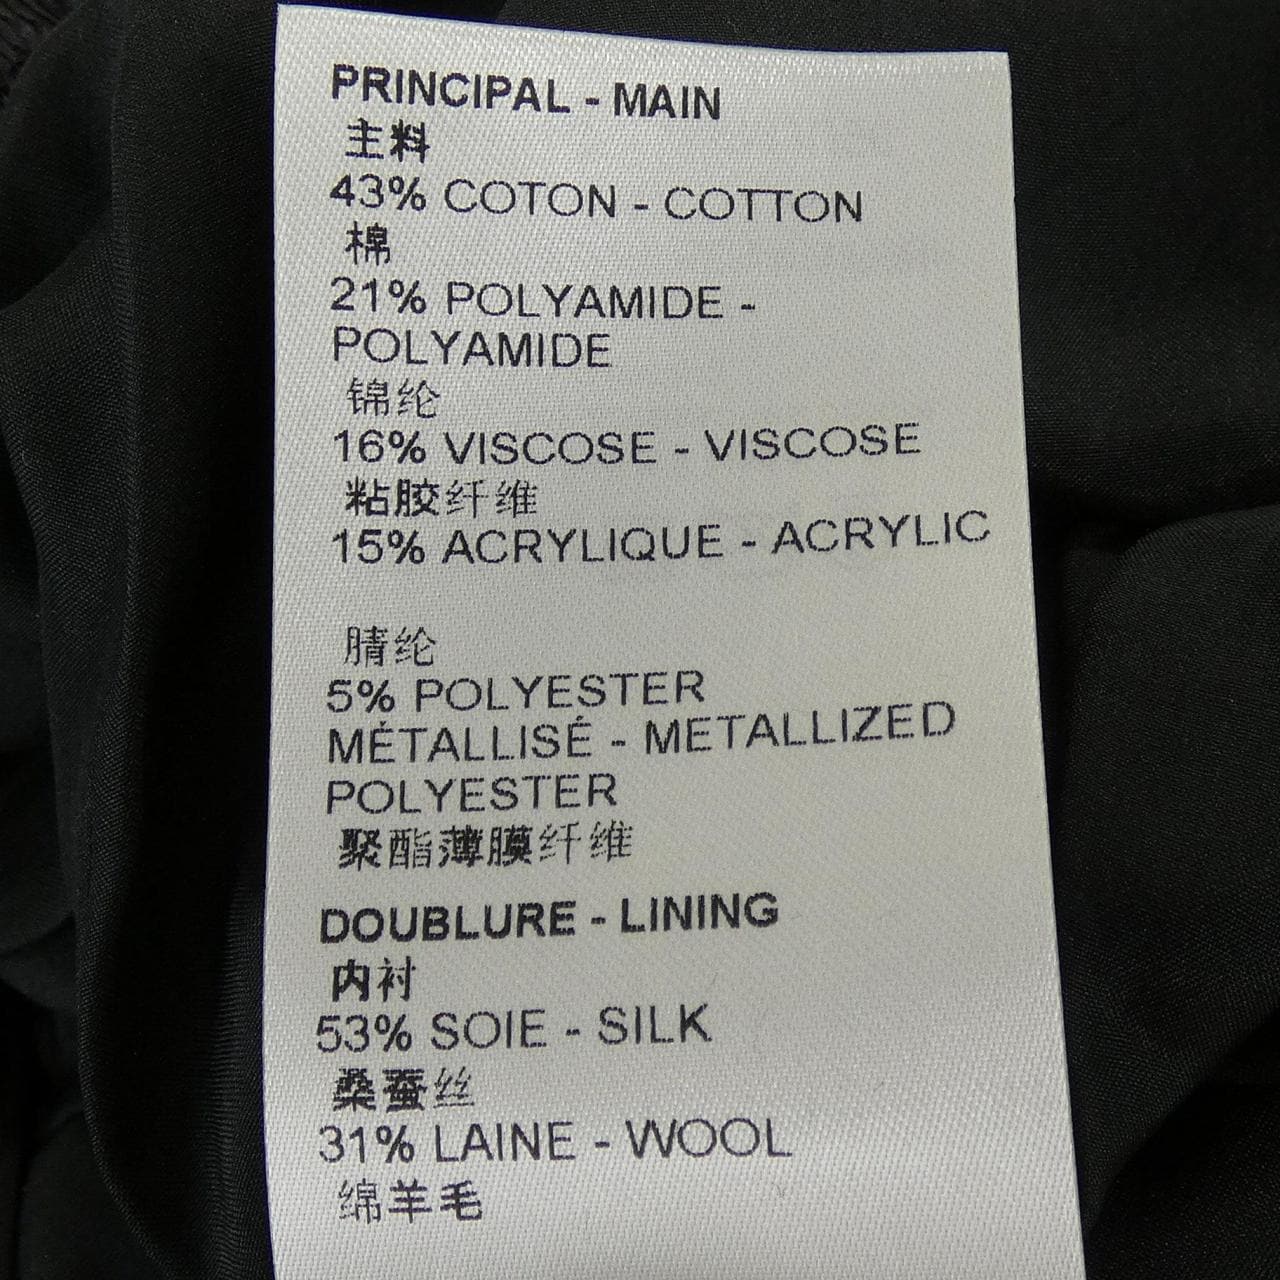 PRINCIPAL - MAIN
主料
43% COTON - COTTON
棉
21% POLYAMIDE -
POLYAMIDE
锦纶
16% VISCOSE - VISCOSE
粘胶纤维
15% ACRYLIQUE - ACRYLIC
腈纶
5% POLYESTER
MÉTALLISÉ - METALLIZED
POLYESTER
聚酯薄膜纤维
DOUBLURE - LINING
内衬
53% SOIE - SILK
桑蚕丝
31% LAINE - WOOL
绵羊毛